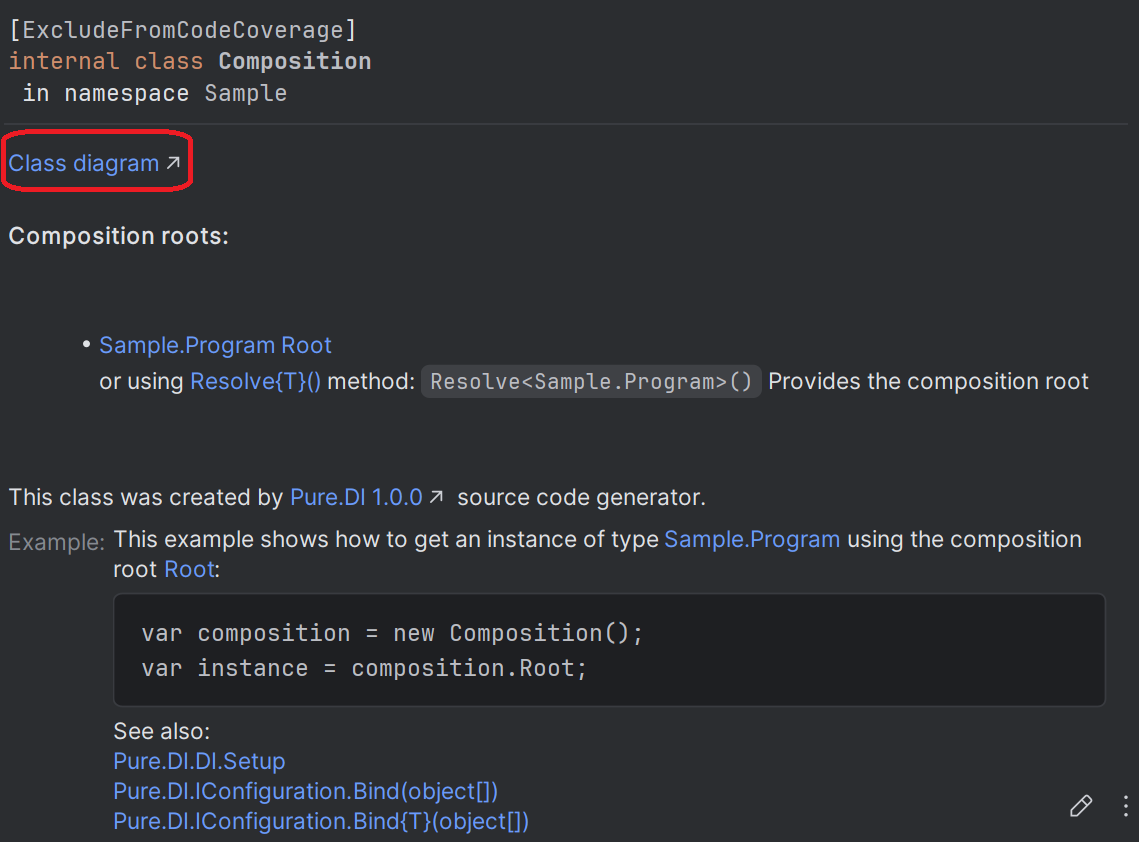 [ExcludeFromCodeCoverage]
internal class Composition
in namespace Sample
Class diagram↗
Composition roots:
• Sample.Program Root
or using Resolve{T}() method: Resolve<Sample.Program>() Provides the composition root
This class was created by Pure.DI 1.0.0↗ source code generator.
Example: This example shows how to get an instance of type Sample.Program using the composition
root Root:
var composition = new Composition();
var instance = composition.Root;
See also:
Pure.DI.DI.Setup
Pure.DI.IConfiguration.Bind(object[])
Pure.DI.IConfiguration.Bind{T}(object[])